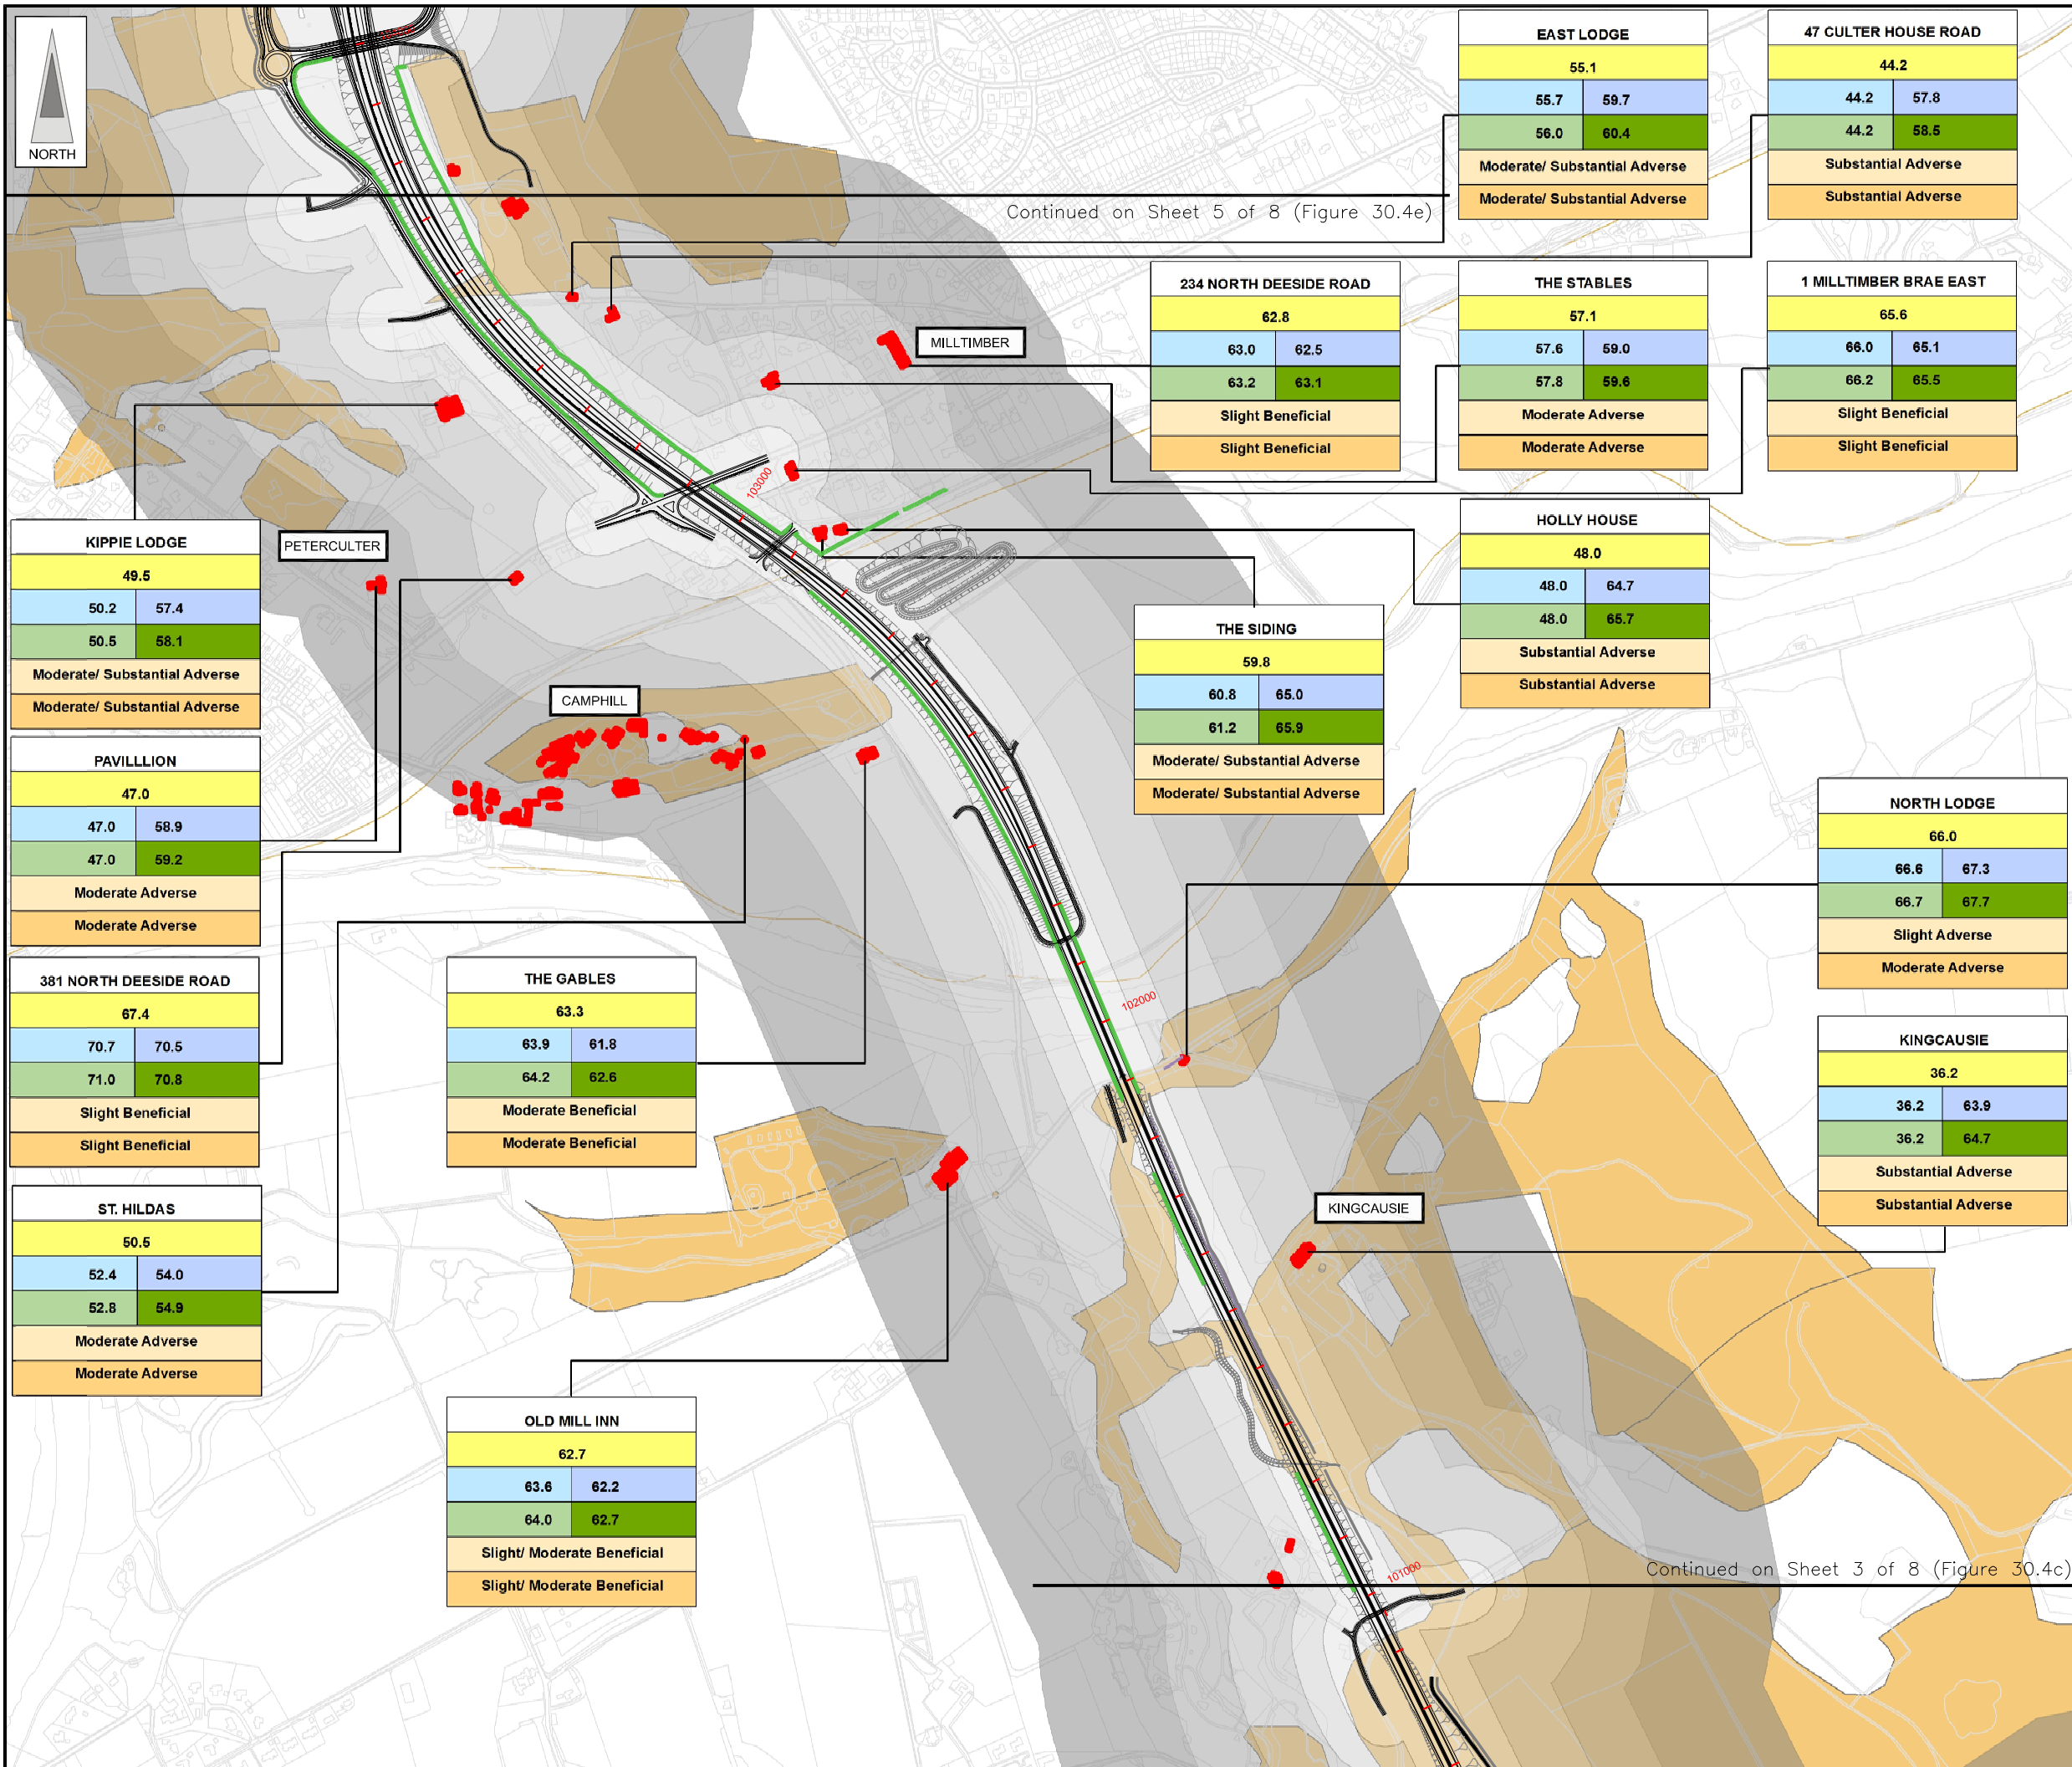 NORTH
EAST LODGE
55.1
55.7 59.7
56.0 60.4
Moderate/ Substantial Adverse
Moderate/ Substantial Adverse
47 CULTER HOUSE ROAD
44.2
44.2 57.8
44.2 58.5
Substantial Adverse
Substantial Adverse
Continued on Sheet 5 of 8 (Figure 30.4e)
234 NORTH DEESIDE ROAD
62.8
63.0 62.5
63.2 63.1
Slight Beneficial
Slight Beneficial
THE STABLES
57.1
57.6 59.0
57.8 59.6
Moderate Adverse
Moderate Adverse
1 MILLTIMBER BRAE EAST
65.6
66.0 65.1
66.2 65.5
Slight Beneficial
Slight Beneficial
MILLTIMBER
103000
KIPPIE LODGE
49.5
50.2 57.4
50.5 58.1
Moderate/ Substantial Adverse
Moderate/ Substantial Adverse
PETERCULTER
HOLLY HOUSE
48.0
48.0 64.7
48.0 65.7
Substantial Adverse
Substantial Adverse
THE SIDING
59.8
60.8 65.0
61.2 65.9
Moderate/ Substantial Adverse
Moderate/ Substantial Adverse
CAMPHILL
PAVILLLION
47.0
47.0 58.9
47.0 59.2
Moderate Adverse
Moderate Adverse
NORTH LODGE
66.0
66.6 67.3
66.7 67.7
Slight Adverse
Moderate Adverse
381 NORTH DEESIDE ROAD
67.4
70.7 70.5
71.0 70.8
Slight Beneficial
Slight Beneficial
THE GABLES
63.3
63.9 61.8
64.2 62.6
Moderate Beneficial
Moderate Beneficial
102000
KINGCAUSIE
36.2
36.2 63.9
36.2 64.7
Substantial Adverse
Substantial Adverse
KINGCAUSIE
ST. HILDAS
50.5
52.4 54.0
52.8 54.9
Moderate Adverse
Moderate Adverse
OLD MILL INN
62.7
63.6 62.2
64.0 62.7
Slight/ Moderate Beneficial
Slight/ Moderate Beneficial
101000
Continued on Sheet 3 of 8 (Figure 30.4c)